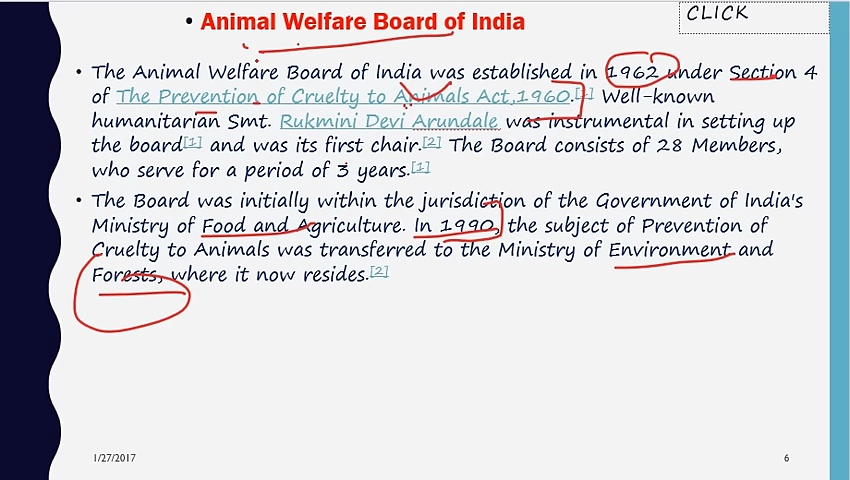 • Animal Welfare Board of India
CLICK
• The Animal Welfare Board of India was established in 1962 under Section 4
of The Prevention of Cruelty to Animals Act,1960.[1] Well-known
humanitarian Smt. Rukmini Devi Arundale was instrumental in setting up
the board[1] and was its first chair.[2] The Board consists of 28 Members,
who serve for a period of 3 years.[1]
• The Board was initially within the jurisdiction of the Government of India's
Ministry of Food and Agriculture. In 1990, the subject of Prevention of
Cruelty to Animals was transferred to the Ministry of Environment and
Forests, where it now resides.[2]
1/27/2017
6